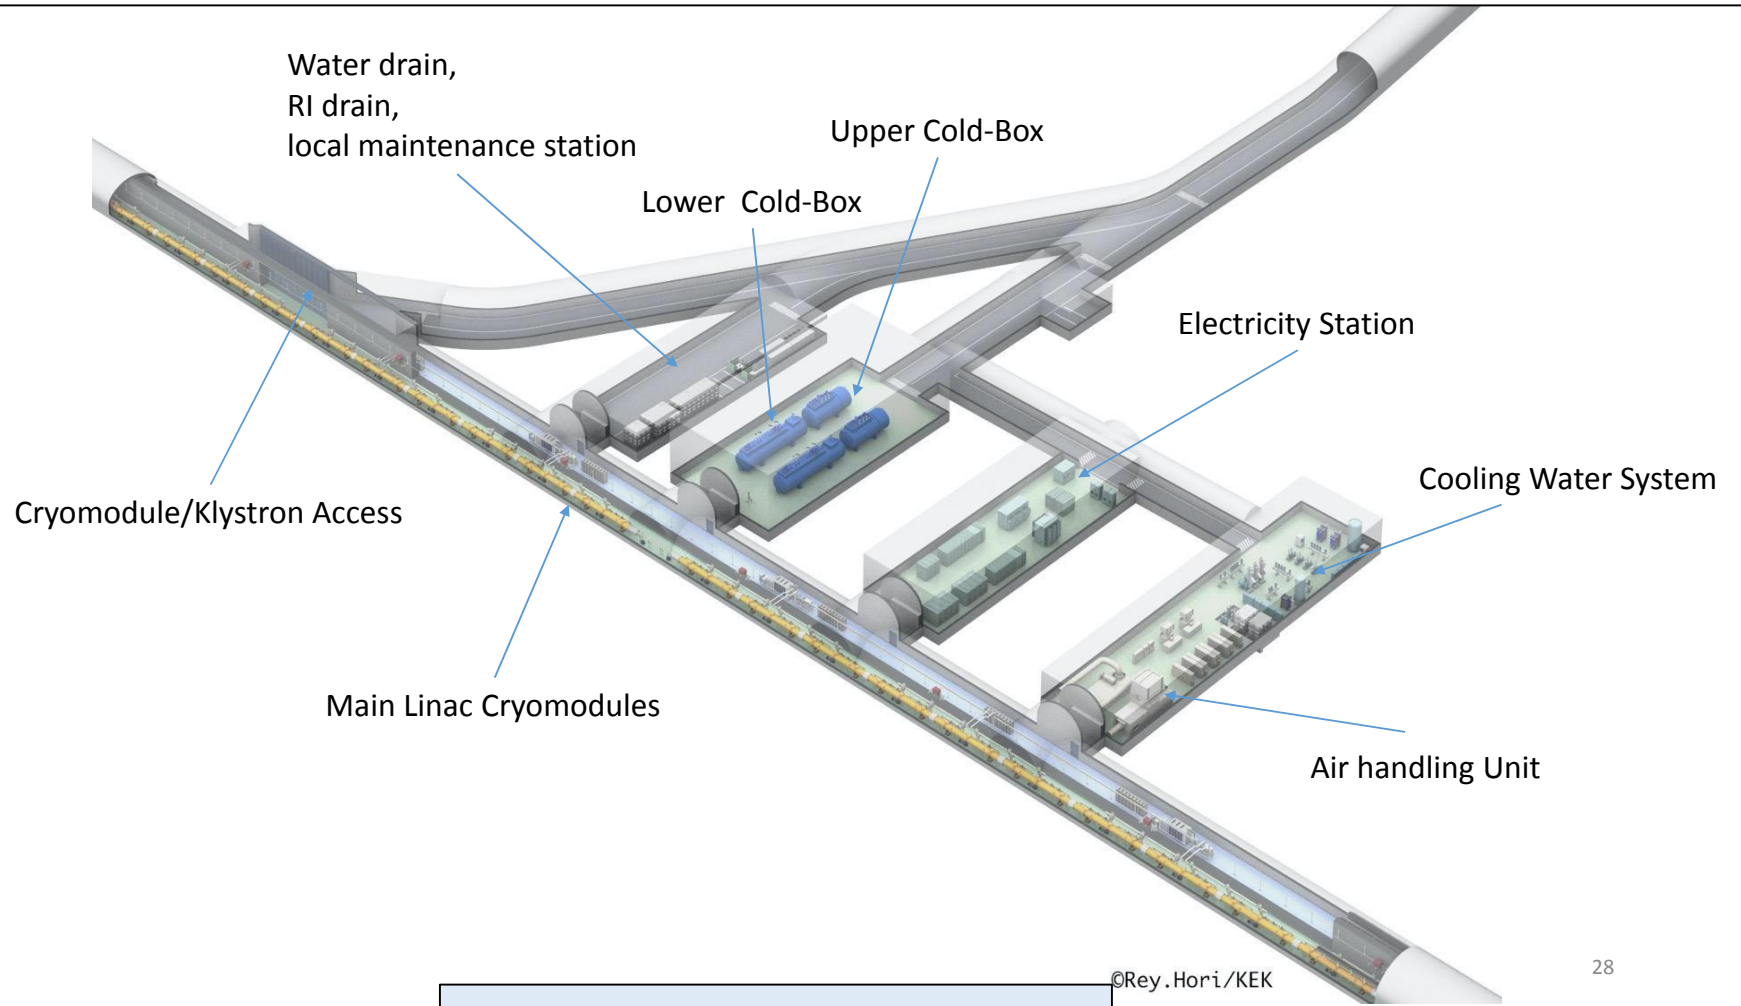 Water drain,
RI drain,
local maintenance station
Upper Cold-Box
Lower  Cold-Box
Electricity Station
Cooling Water System
Cryomodule/Klystron Access
Main Linac Cryomodules
Air handling Unit
©Rey.Hori/KEK
28